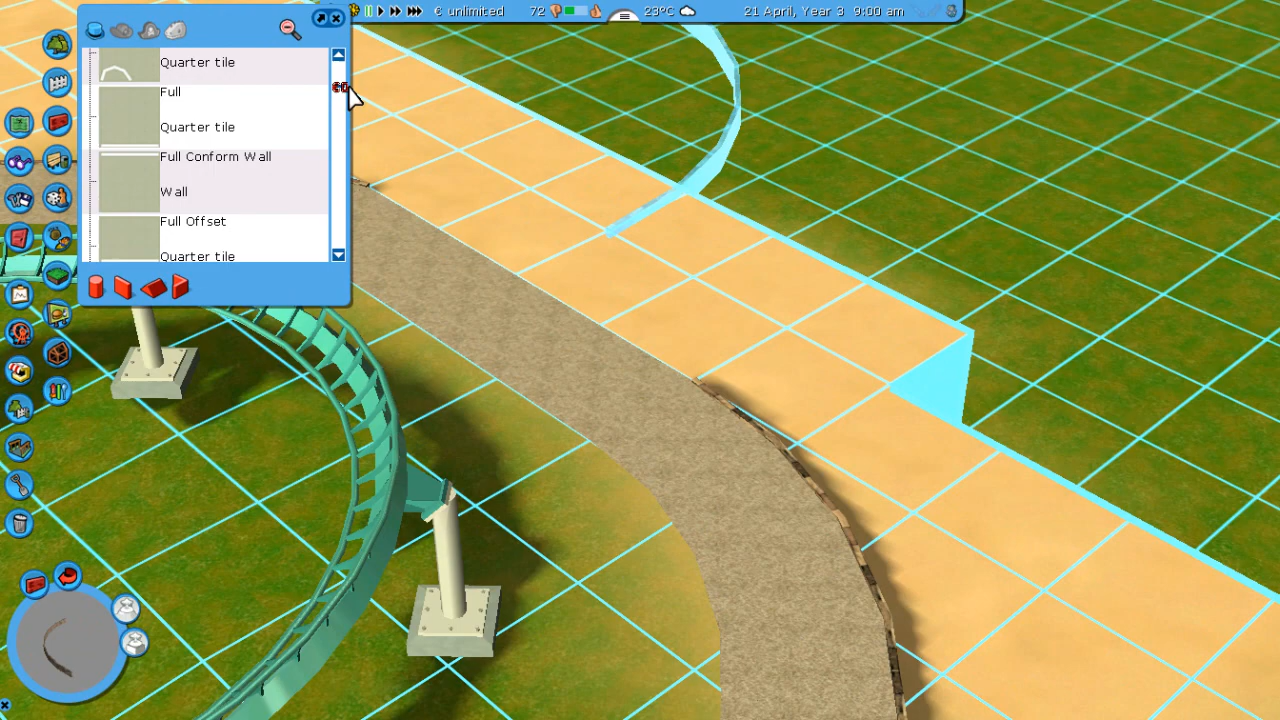 € unlimited 72 23°C 21 April, Year 3 9:00 am
Quarter tile
Full
Quarter tile
Full Conform Wall
Wall
Full Offset
Quarter tile